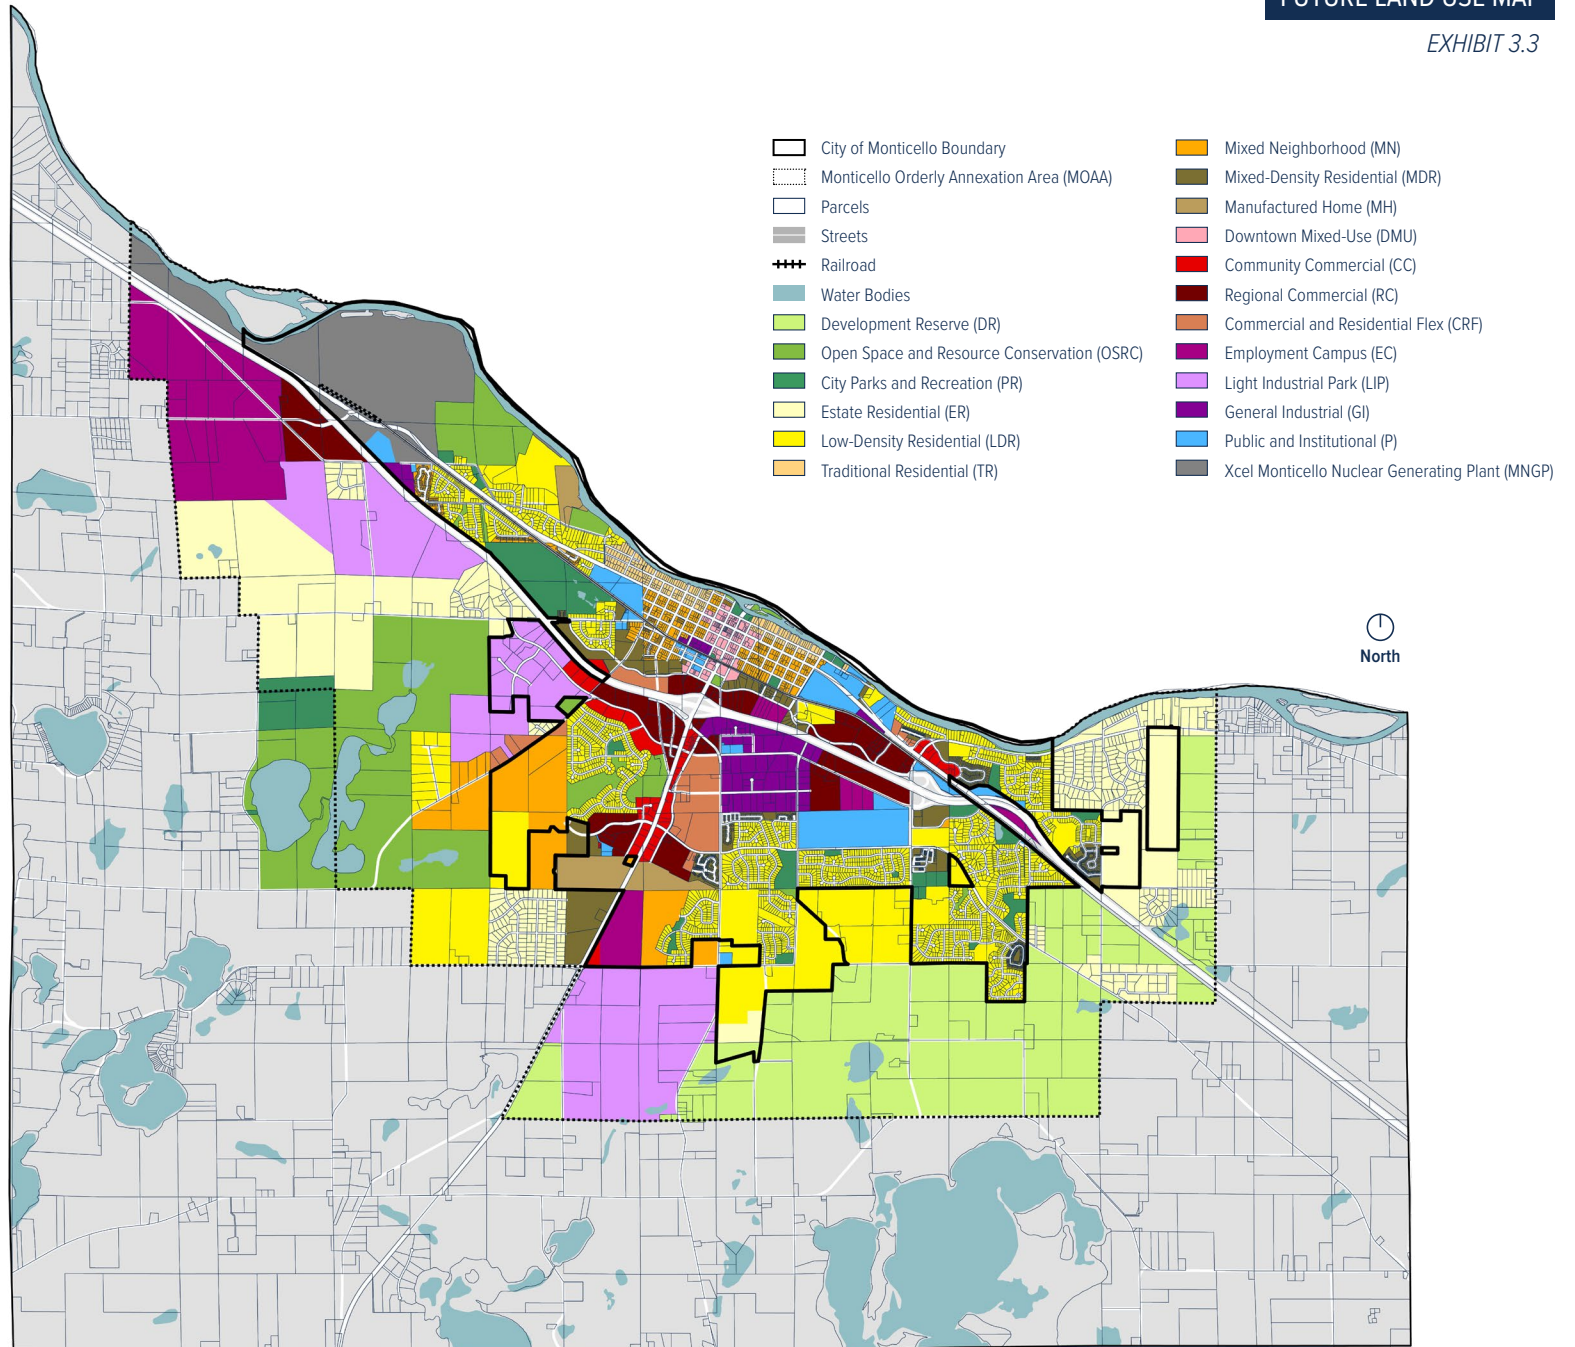 FUTURE LAND USE MAP
EXHIBIT 3.3
City of Monticello Boundary
Monticello Orderly Annexation Area (MOAA)
Parcels
Streets
Railroad
Water Bodies
Development Reserve (DR)
Open Space and Resource Conservation (OSRC)
City Parks and Recreation (PR)
Estate Residential (ER)
Low-Density Residential (LDR)
Traditional Residential (TR)
Mixed Neighborhood (MN)
Mixed-Density Residential (MDR)
Manufactured Home (MH)
Downtown Mixed-Use (DMU)
Community Commercial (CC)
Regional Commercial (RC)
Commercial and Residential Flex (CRF)
Employment Campus (EC)
Light Industrial Park (LIP)
General Industrial (GI)
Public and Institutional (P)
Xcel Monticello Nuclear Generating Plant (MNGP)
North